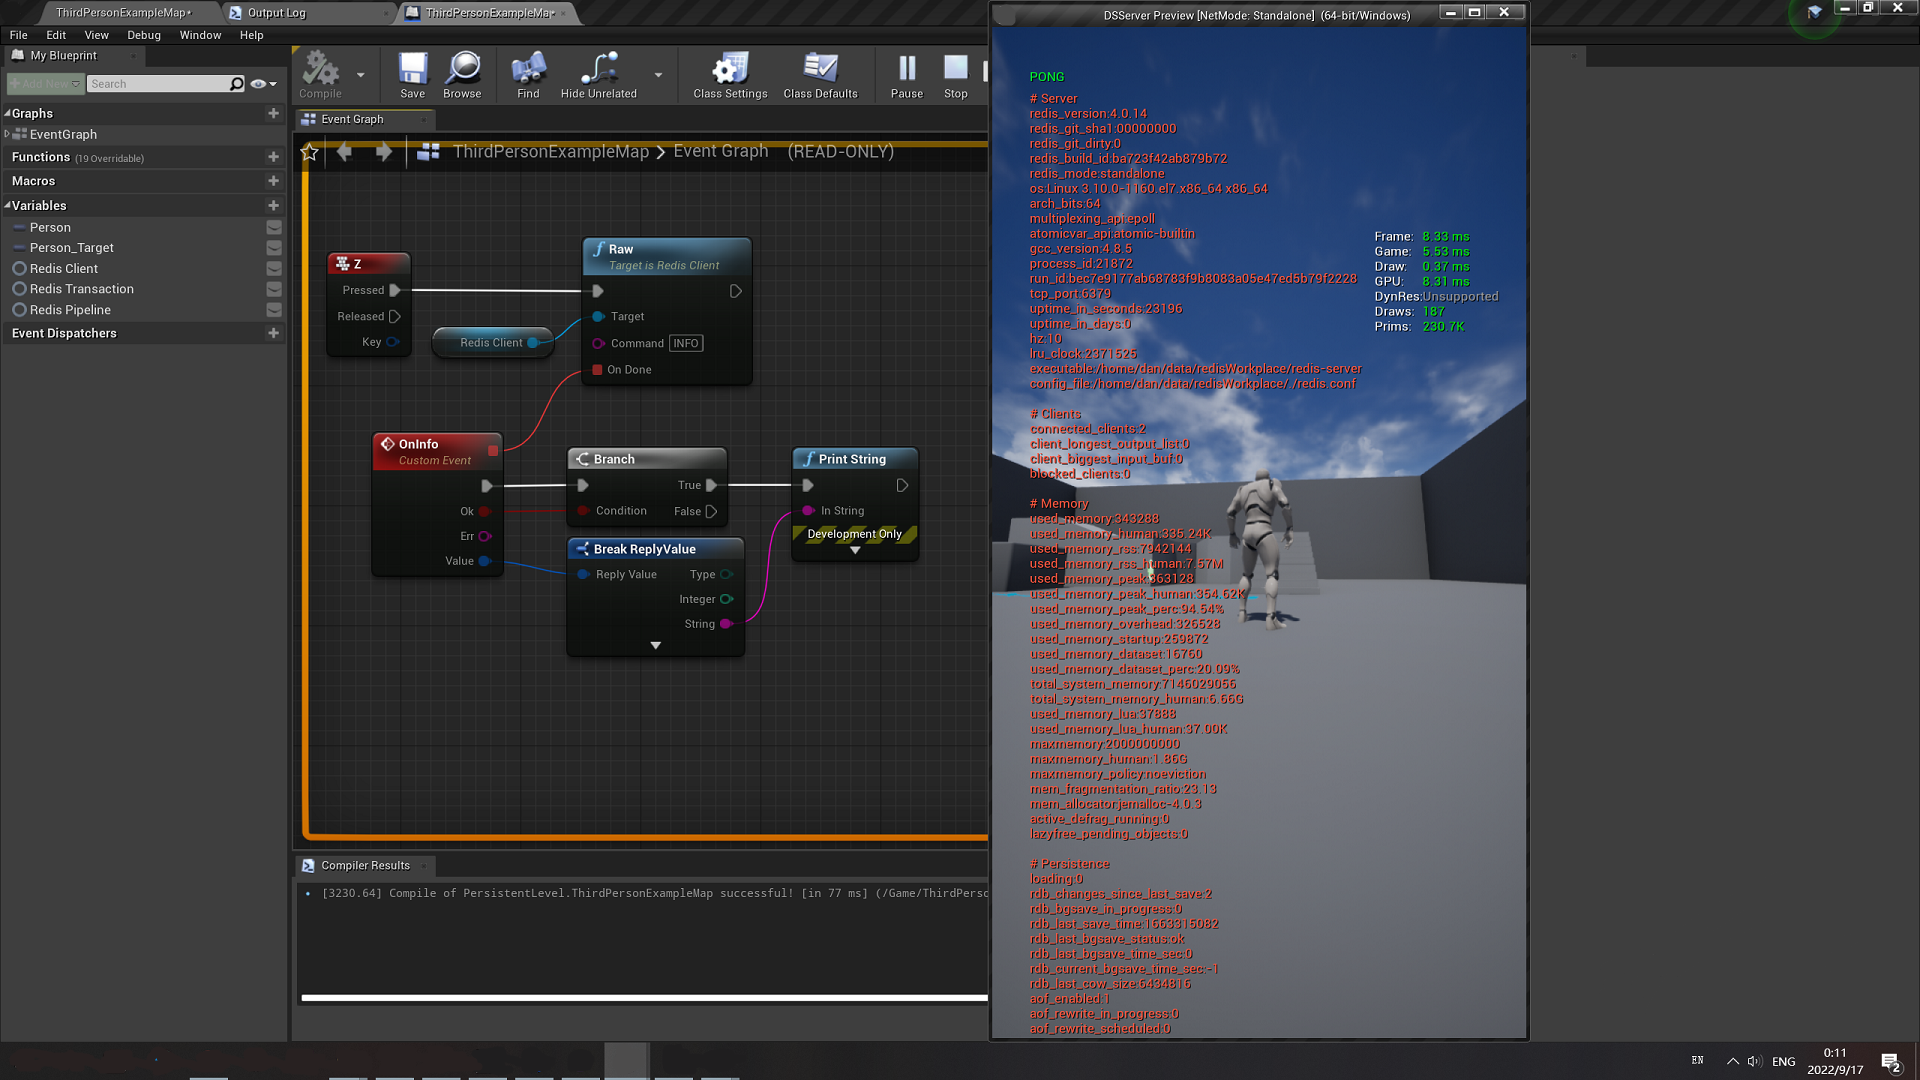 ThirdPersonExampleMap•
Output Log
ThirdPersonExampleMap•
File Edit View Debug Window Help
My Blueprint
Add New
Search
Graphs
EventGraph
Functions (19 Overridable)
Macros
Variables
Person
Person_Target
Redis Client
Redis Transaction
Redis Pipeline
Event Dispatchers
Compile
Save
Browse
Find
Hide Unrelated
Class Settings
Class Defaults
Pause
Stop
Event Graph
ThirdPersonExampleMap > Event Graph (READ-ONLY)
Z
Pressed
Released
Key
Redis Client
Raw
Target is Redis Client
Target
Command INFO
On Done
OnInfo
Custom Event
Ok
Err
Value
Branch
True
Condition False
Break ReplyValue
Reply Value Type
Integer
String
Print String
In String
Development Only
Compiler Results
[3230.64] Compile of PersistentLevel.ThirdPersonExampleMap successful! [in 77 ms] (/Game/ThirdPerso
DSServer Preview [NetMode: Standalone] (64-bit/Windows)
PONG
# Server
redis_version:4.0.14
redis_git_sha1:00000000
redis_git_dirty:0
redis_build_id:ba723f42ab879b72
redis_mode:standalone
os:Linux 3.10.0-1160.el7.x86_64 x86_64
arch_bits:64
multiplexing_api:epoll
atomicvar_api:atomic-builtin
gcc_version:4.8.5
process_id:21872
run_id:bec7e9177ab68783f9b8083a05e47ed5b79f2228
tcp_port:6379
uptime_in_seconds:23196
uptime_in_days:0
hz:10
lru_clock:2371525
executable:/home/dan/data/redisWorkplace/redis-server
config_file:/home/dan/data/redisWorkplace/./redis.conf
# Clients
connected_clients:2
client_longest_output_list:0
client_biggest_input_buf:0
blocked_clients:0
# Memory
used_memory:343288
used_memory_human:335.24K
used_memory_rss:7942144
used_memory_rss_human:7.57M
used_memory_peak:363128
used_memory_peak_human:354.62K
used_memory_peak_perc:94.54%
used_memory_overhead:326528
used_memory_startup:259872
used_memory_dataset:16760
used_memory_dataset_perc:20.09%
total_system_memory:7146029056
total_system_memory_human:6.66G
used_memory_lua:37888
used_memory_lua_human:37.00K
maxmemory:2000000000
maxmemory_human:1.86G
maxmemory_policy:noeviction
mem_fragmentation_ratio:23.13
mem_allocator:jemalloc-4.0.3
active_defrag_running:0
lazyfree_pending_objects:0
# Persistence
loading:0
rdb_changes_since_last_save:2
rdb_bgsave_in_progress:0
rdb_last_save_time:1663315082
rdb_last_bgsave_status:ok
rdb_last_bgsave_time_sec:0
rdb_current_bgsave_time_sec:-1
rdb_last_cow_size:6434816
aof_enabled:1
aof_rewrite_in_progress:0
aof_rewrite_scheduled:0
Frame: 8.33 ms
Game: 5.53 ms
Draw: 0.37 ms
GPU: 8.31 ms
DynRes:Unsupported
Draws: 187
Prims: 230.7K
EN
ENG
0:11
2022/9/17
2